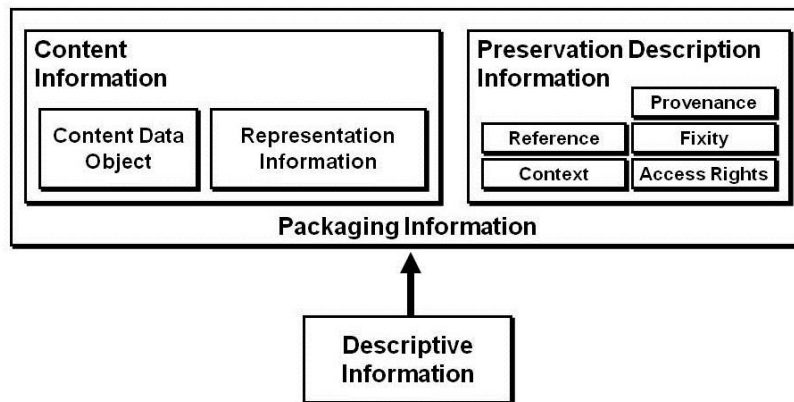 Content
Information
Content Data
Object
Representation
Information
Preservation Description
Information
Provenance
Reference
Fixity
Context
Access Rights
Packaging Information
Descriptive
Information